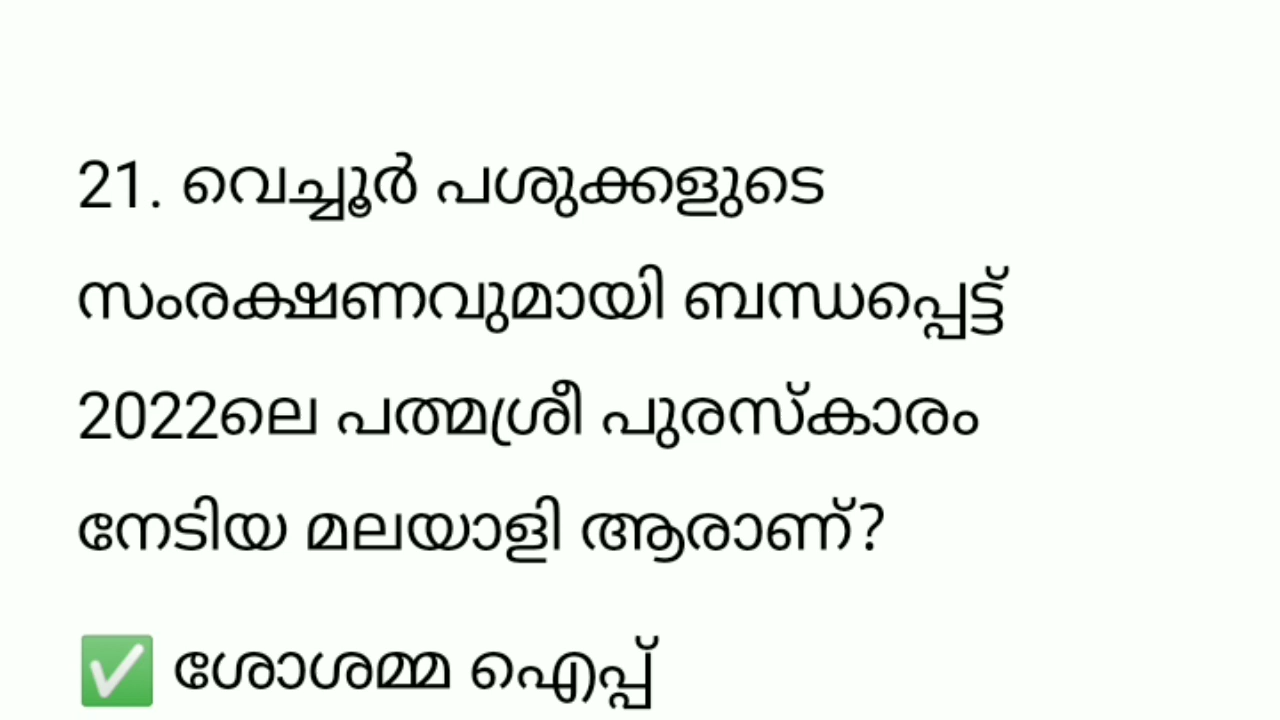 21. വെച്ചൂർ പശുക്കളുടെ
സംരക്ഷണവുമായി ബന്ധപ്പെട്ട്
2022ലെ പത്മശ്രീ പുരസ്കാരം
നേടിയ മലയാളി ആരാണ്?
✅ ശോശമ്മ ഐപ്പ്